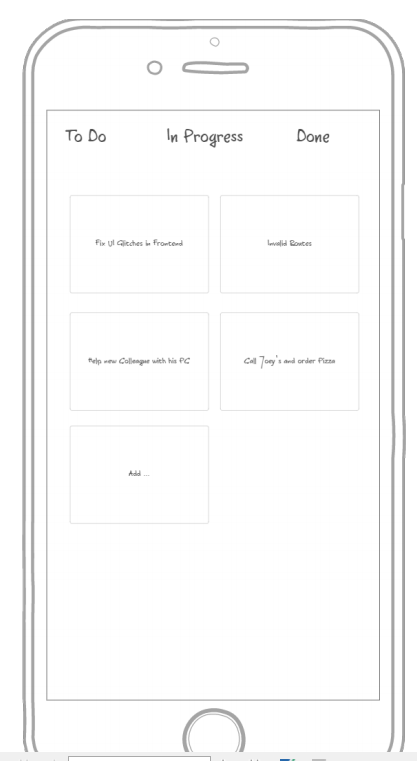 To Do In Progress Done
Fix UI Glitches in Frontend
Invalid Routes
Help new Colleague with his PC
Call Joey's and order Pizza
Add ...